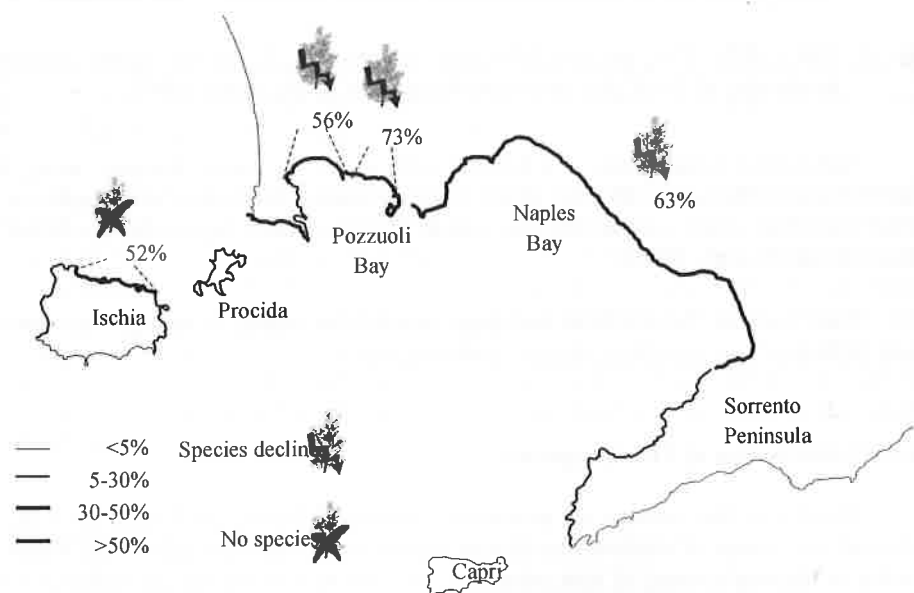 56%
73%
63%
Naples
Bay
Pozzuoli
Bay
52%
Ischia
Procida
Sorrento
Peninsula
<5%
Species declin
5-30%
30-50%
>50%
No species
Capri